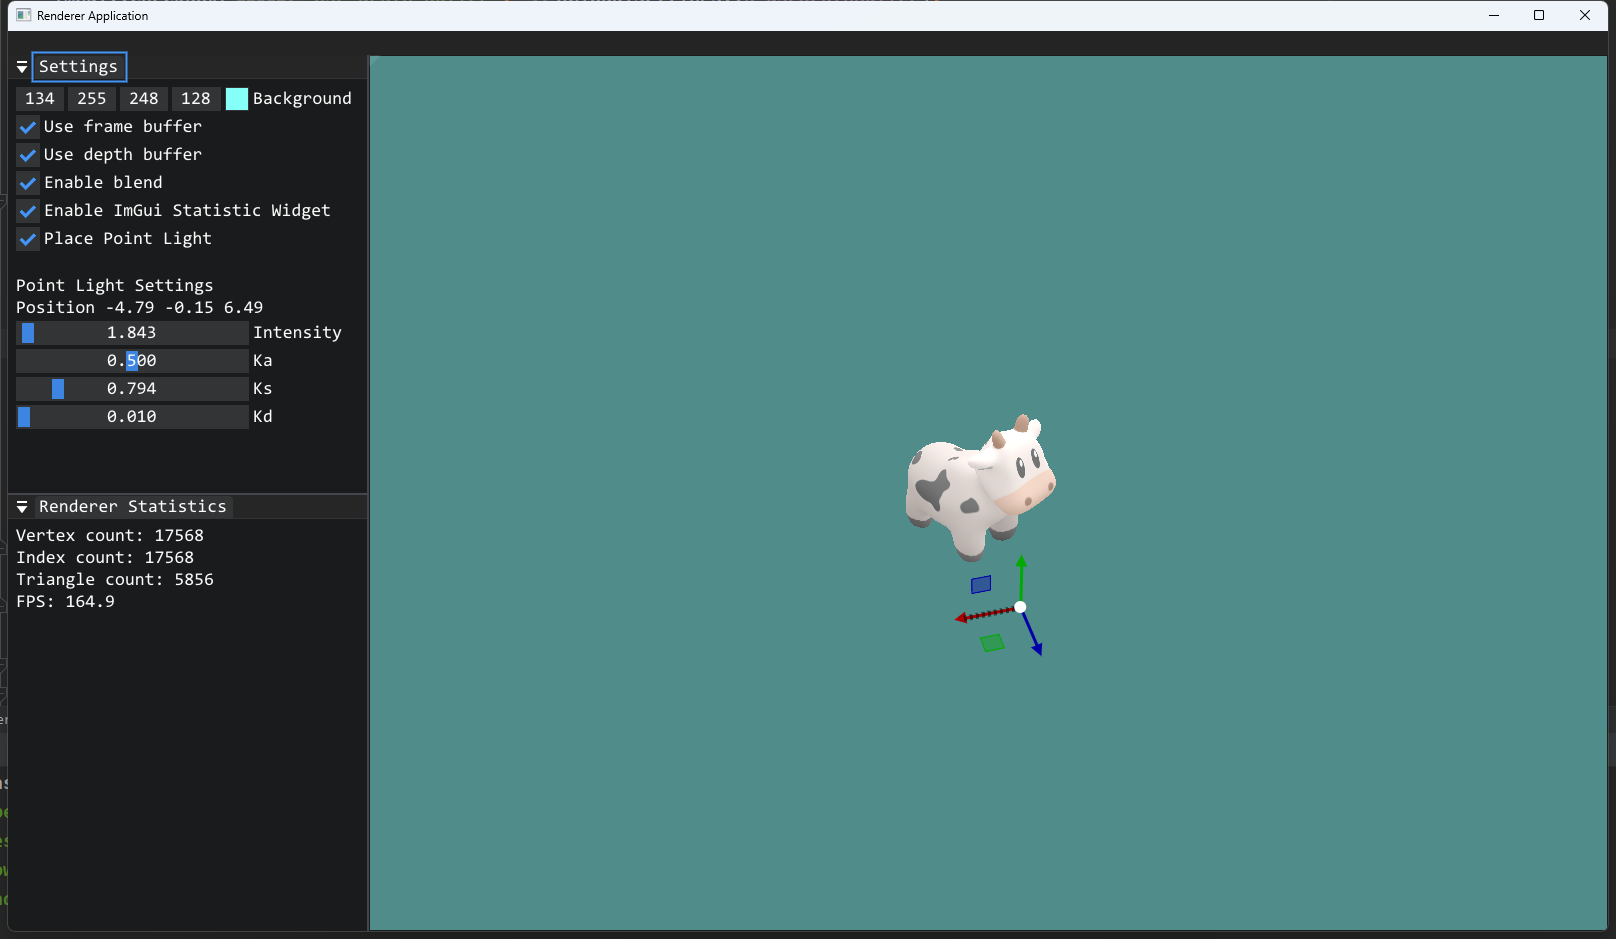 Renderer Application
Settings
134 255 248 128 Background
Use frame buffer
Use depth buffer
Enable blend
Enable ImGui Statistic Widget
Place Point Light
Point Light Settings
Position -4.79 -0.15 6.49
1.843 Intensity
0.500 Ka
0.794 Ks
0.010 Kd
Renderer Statistics
Vertex count: 17568
Index count: 17568
Triangle count: 5856
FPS: 164.9